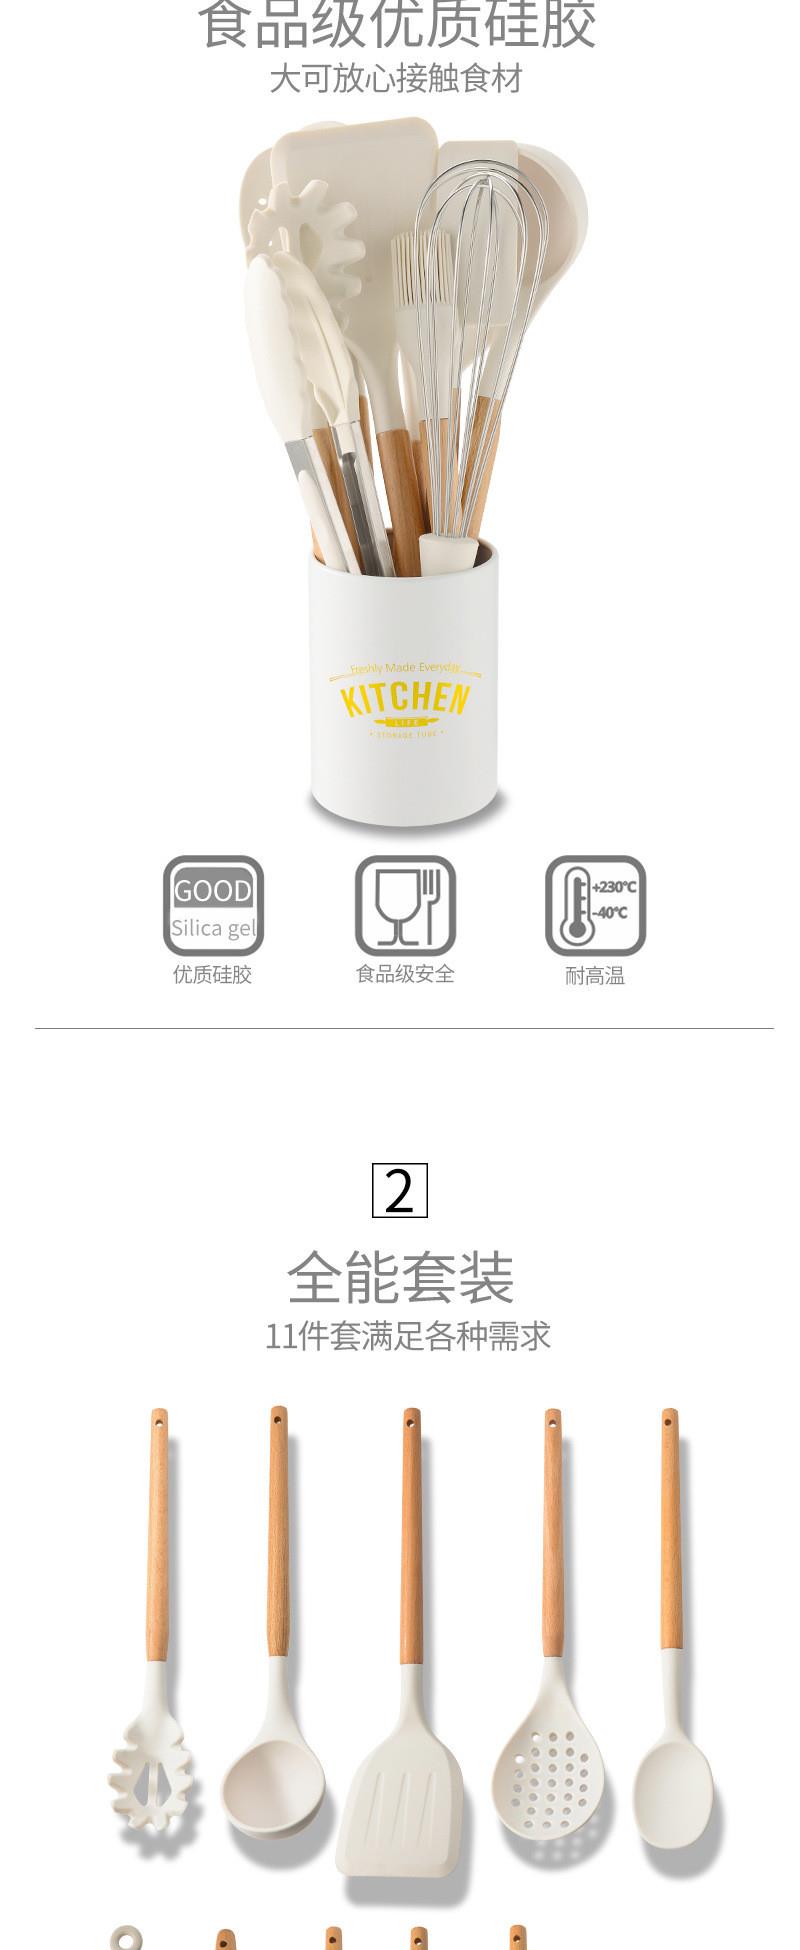 食品级优质硅胶
大可放心接触食材
Freshly Made Everyday
KITCHEN
LIFE
• STORAGE TUBE •
GOOD
Silica gel
+230℃
-40℃
优质硅胶
食品级安全
耐高温
2
全能套装
11件套满足各种需求